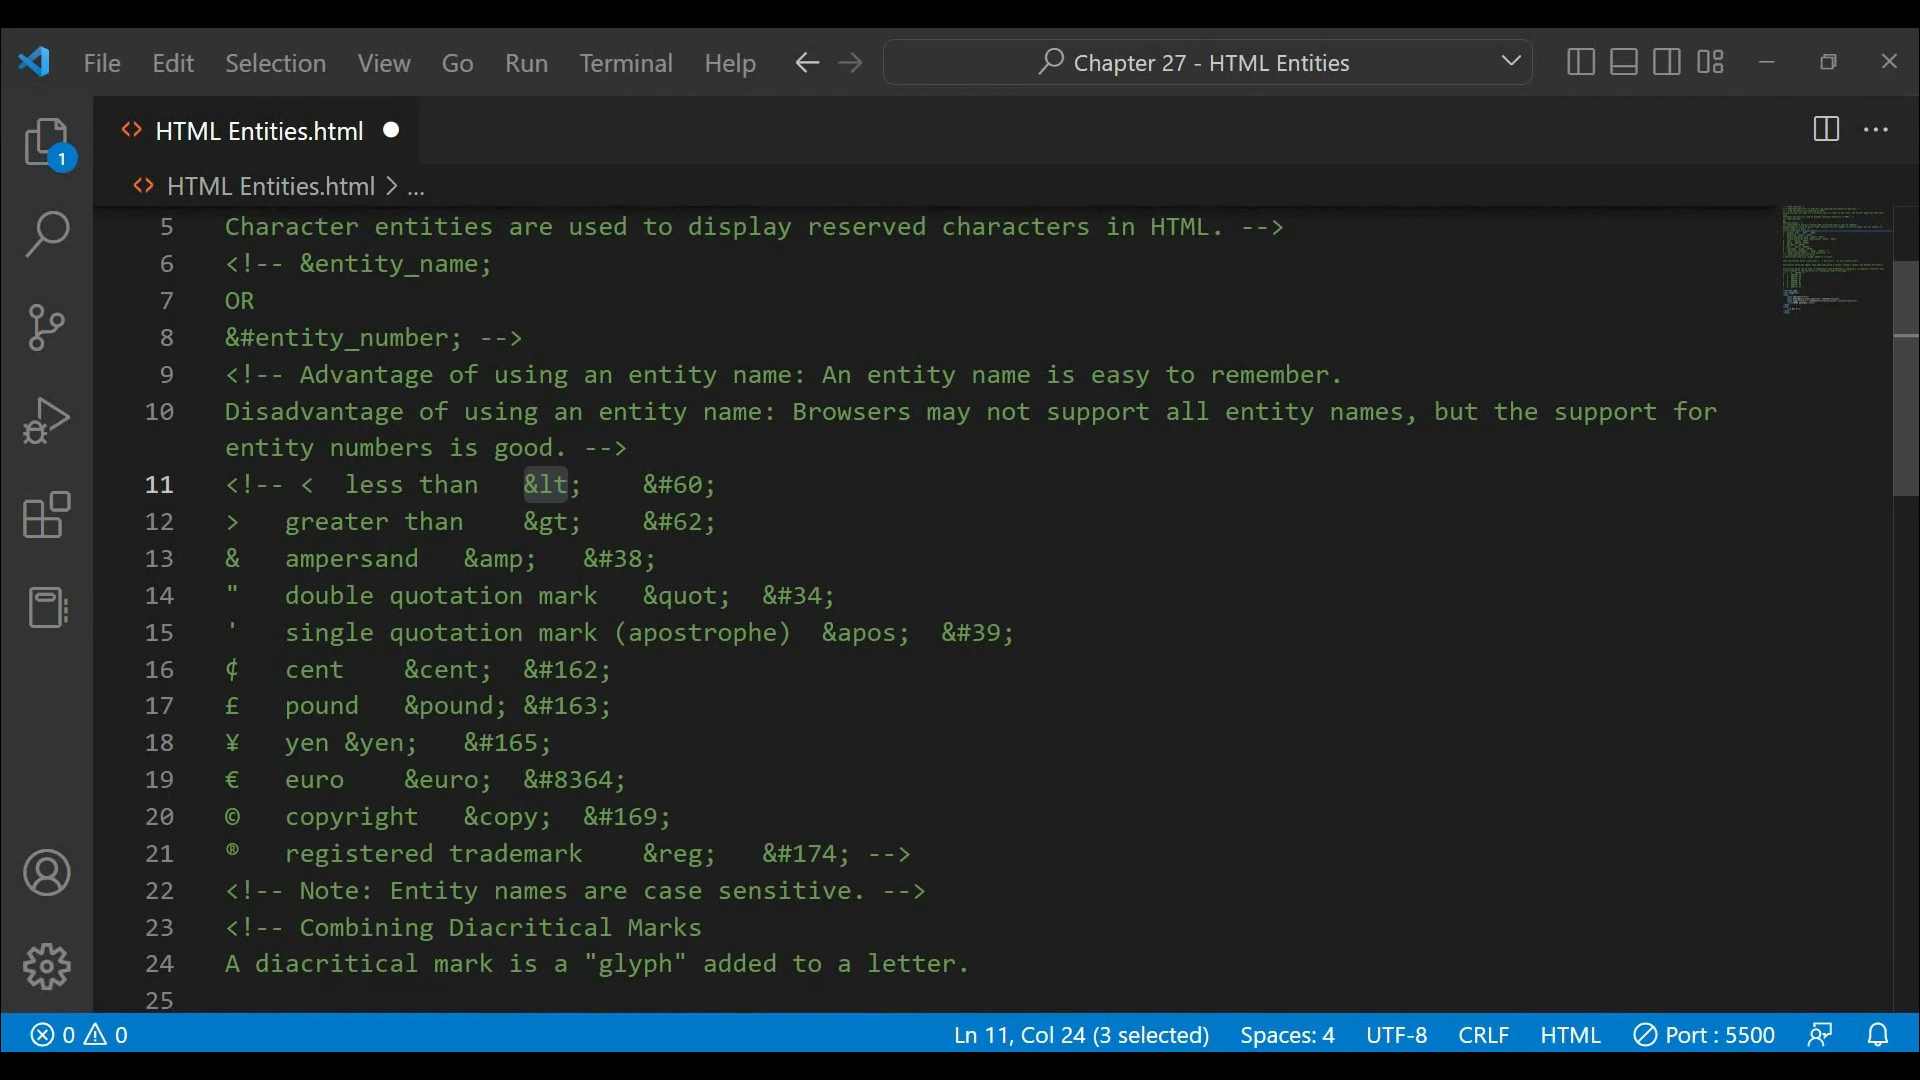 File Edit Selection View Go Run Terminal Help ← → Chapter 27 - HTML Entities
1
<> HTML Entities.html ●
<> HTML Entities.html > ...
5 Character entities are used to display reserved characters in HTML. -->
6 <!-- &entity_name;
7 OR
8 &#entity_number; -->
9 <!-- Advantage of using an entity name: An entity name is easy to remember.
10 Disadvantage of using an entity name: Browsers may not support all entity names, but the support for
entity numbers is good. -->
11 <!-- < less than &lt; &#60;
12 > greater than &gt; &#62;
13 & ampersand &amp; &#38;
14 " double quotation mark &quot; &#34;
15 ' single quotation mark (apostrophe) &apos; &#39;
16 ¢ cent &cent; &#162;
17 £ pound &pound; &#163;
18 ¥ yen &yen; &#165;
19 € euro &euro; &#8364;
20 © copyright &copy; &#169;
21 ® registered trademark &reg; &#174; -->
22 <!-- Note: Entity names are case sensitive. -->
23 <!-- Combining Diacritical Marks
24 A diacritical mark is a "glyph" added to a letter.
25
0 0 Ln 11, Col 24 (3 selected) Spaces: 4 UTF-8 CRLF HTML Port : 5500